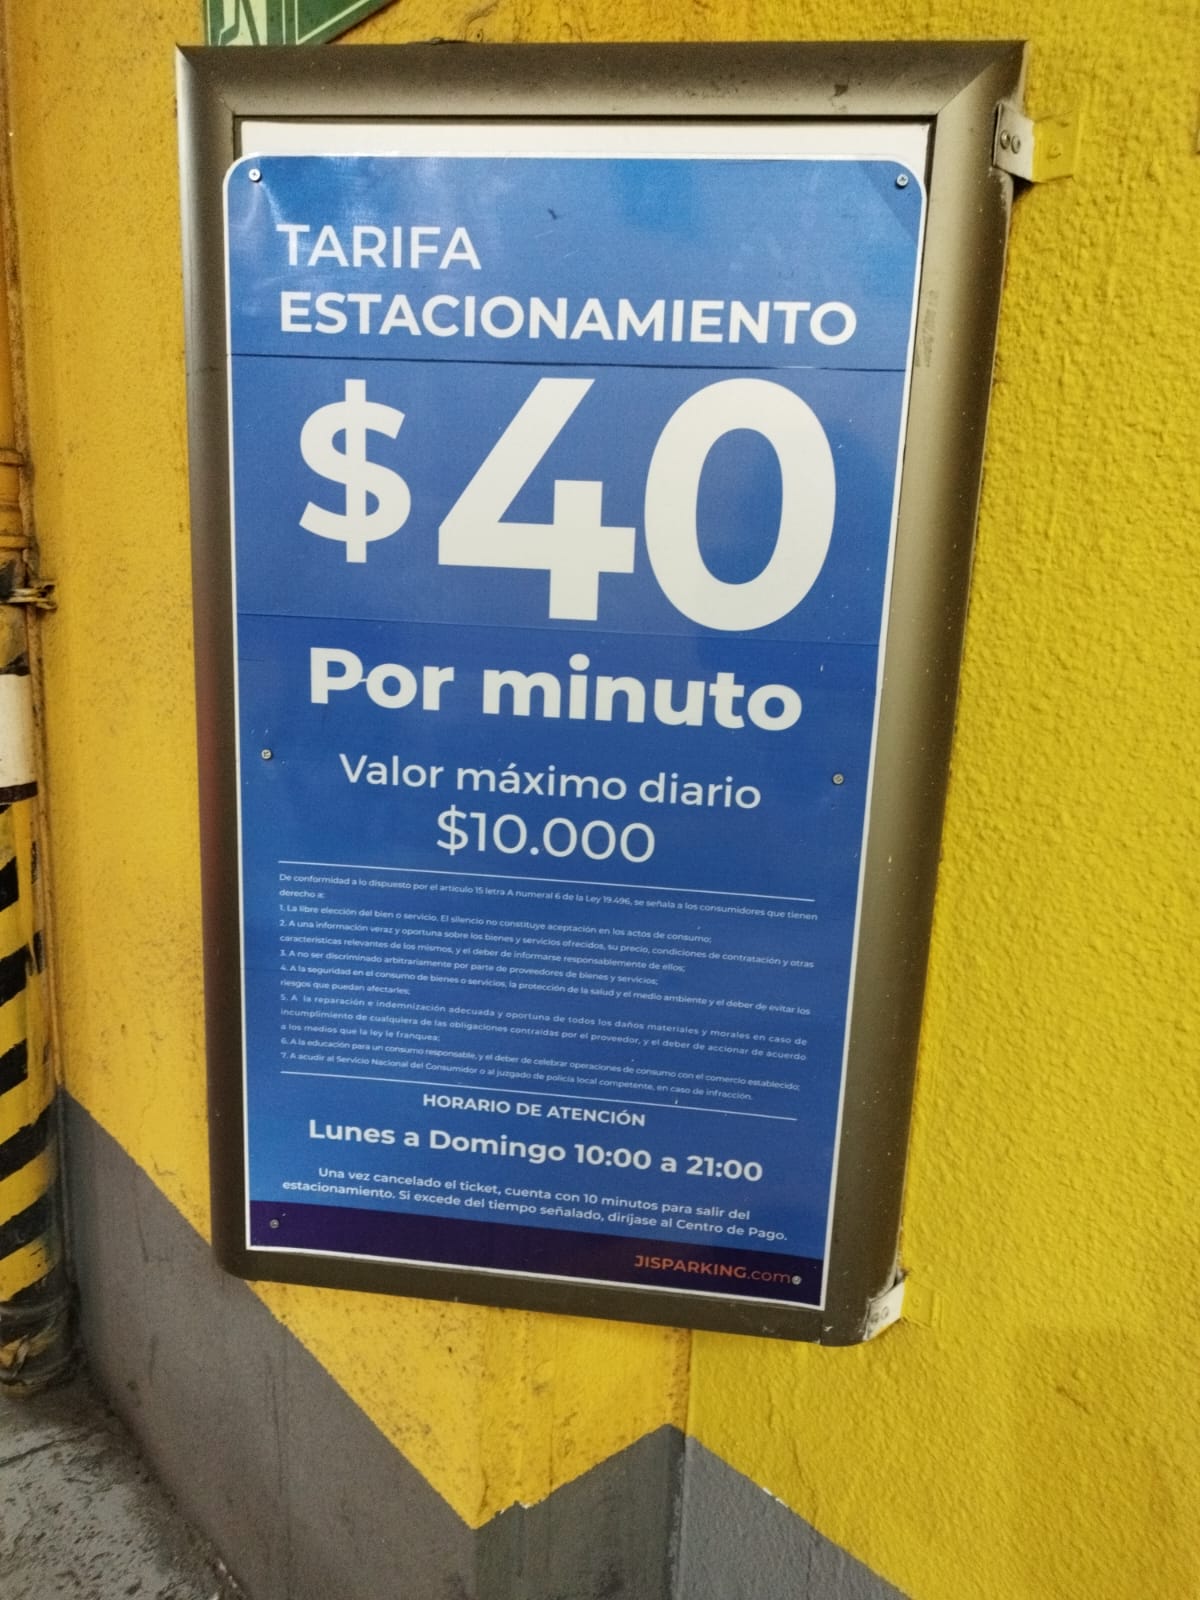 TARIFA
ESTACIONAMIENTO
$40
Por minuto
Valor máximo diario
$10.000
De conformidad a lo dispuesto por el artículo 15 letra A numeral 6 de la Ley 19.496, se señala a los consumidores que tienen
derecho a:
1. La libre elección del bien o servicio. El silencio no constituye aceptación en los actos de consumo;
2. A una información veraz y oportuna sobre los bienes y servicios ofrecidos, su precio, condiciones de contratación y otras
características relevantes de los mismos, y el deber de informarse responsablemente de ellos;
3. A no ser discriminado arbitrariamente por parte de proveedores de bienes y servicios;
4. A la seguridad en el consumo de bienes o servicios, la protección de la salud y el medio ambiente y el deber de evitar los
riesgos que puedan afectarles;
5. A la reparación e indemnización adecuada y oportuna de todos los daños materiales y morales en caso de
incumplimiento de cualquiera de las obligaciones contraídas por el proveedor, y el deber de accionar de acuerdo
a los medios que la ley le franquea;
6. A la educación para un consumo responsable, y el deber de celebrar operaciones de consumo con el comercio establecido;
7. A acudir al Servicio Nacional del Consumidor o al juzgado de policía local competente, en caso de infracción.
HORARIO DE ATENCIÓN
Lunes a Domingo 10:00 a 21:00
Una vez cancelado el ticket, cuenta con 10 minutos para salir del
estacionamiento. Si excede del tiempo señalado, diríjase al Centro de Pago.
JISPARKING.com